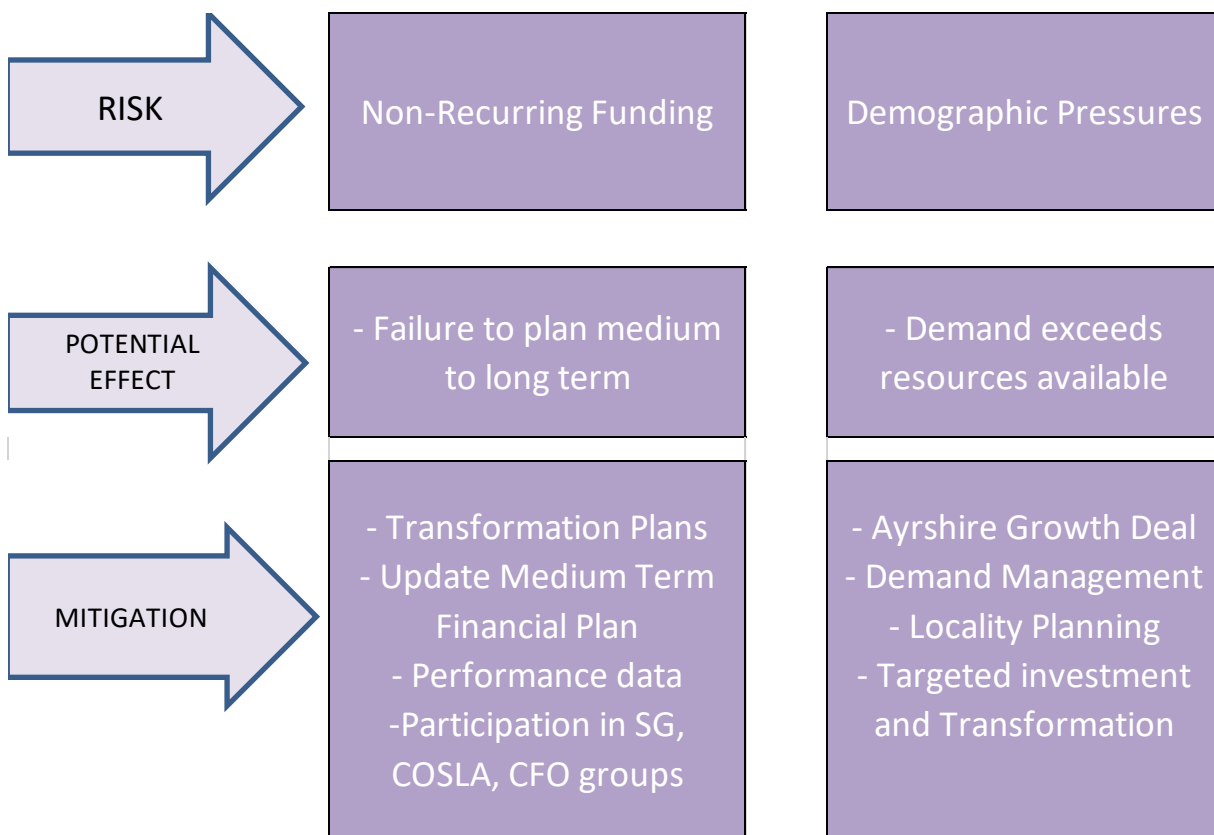 RISK
Non-Recurring Funding
Demographic Pressures
POTENTIAL
EFFECT
- Failure to plan medium
to long term
- Demand exceeds
resources available
MITIGATION
- Transformation Plans
- Update Medium Term
Financial Plan
- Performance data
-Participation in SG,
COSLA, CFO groups
- Ayrshire Growth Deal
- Demand Management
- Locality Planning
- Targeted investment
and Transformation